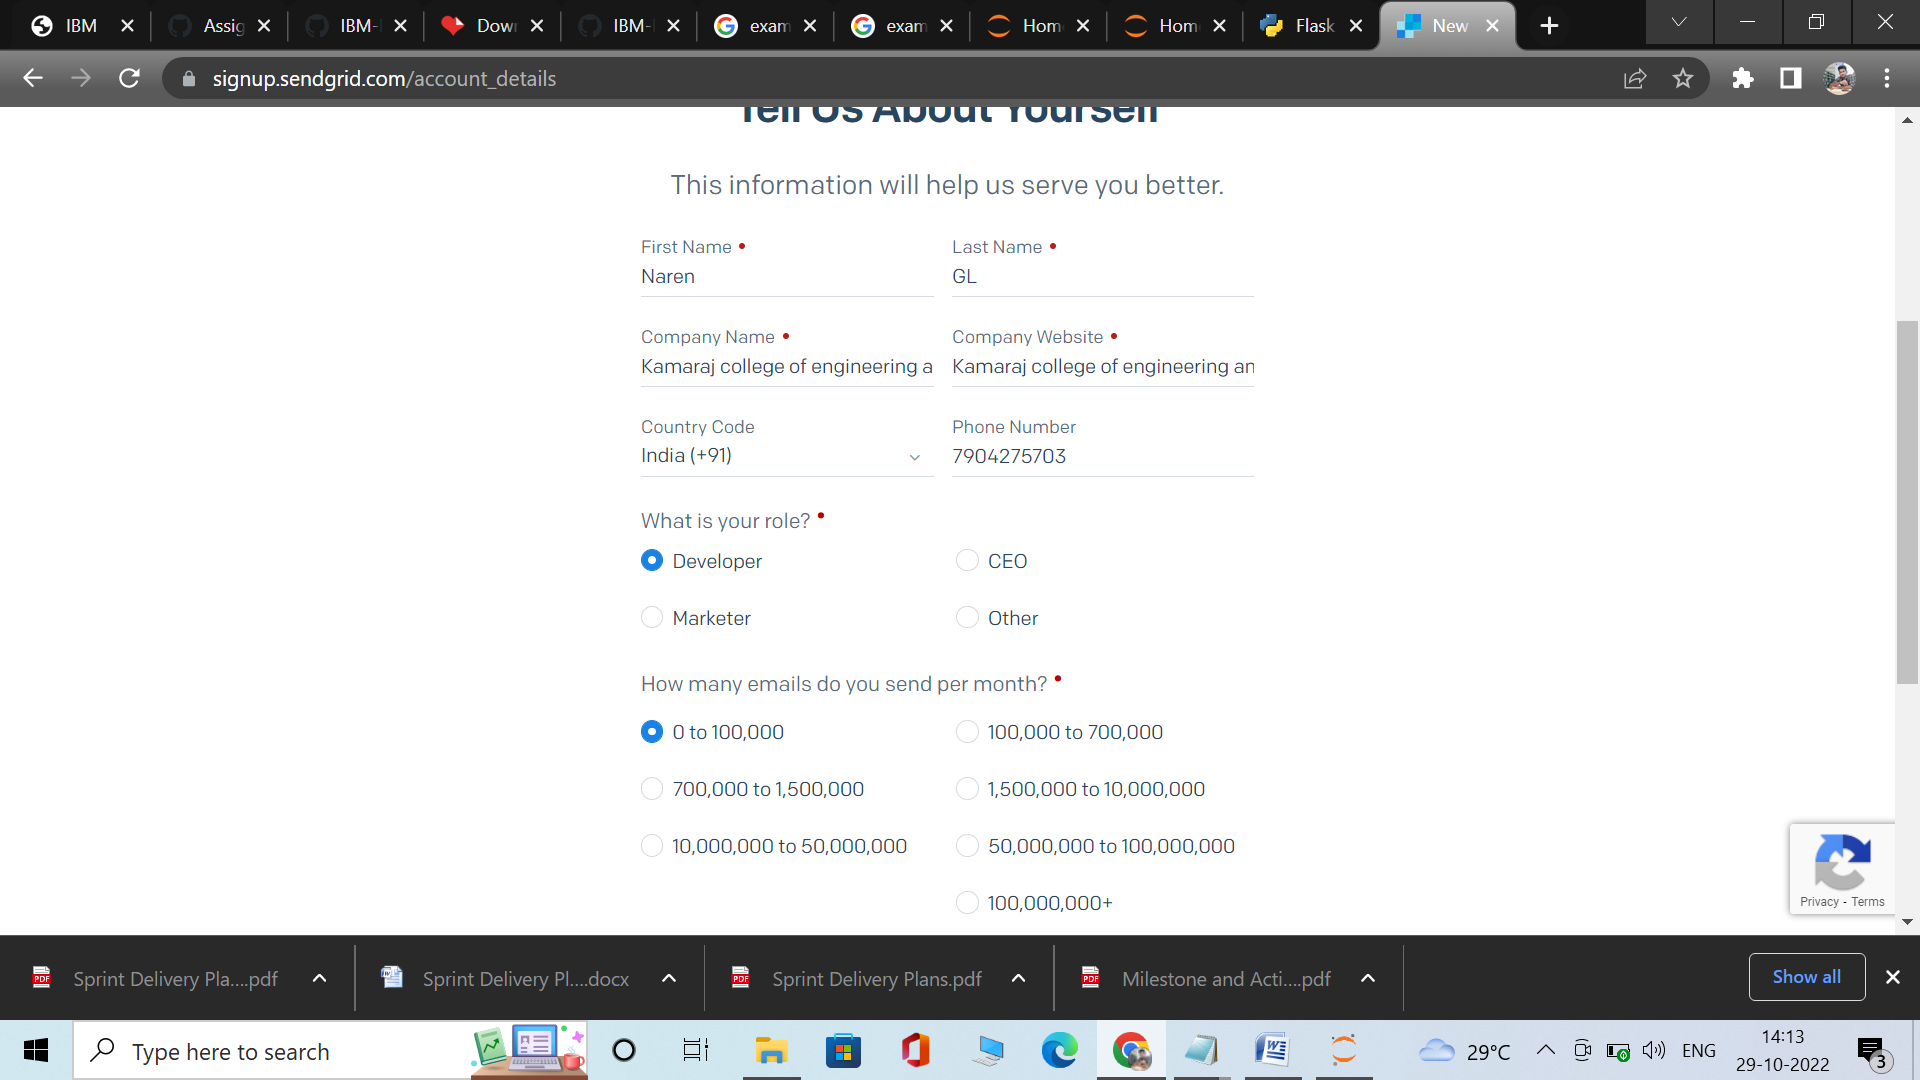 IBM
Assig
IBM-
Dow
IBM-
exam
exam
Hom
Hom
Flask
New
signup.sendgrid.com/account_details
Tell Us About Yourself
This information will help us serve you better.
First Name •
Last Name •
Naren
GL
Company Name •
Company Website •
Kamaraj college of engineering a
Kamaraj college of engineering an
Country Code
Phone Number
India (+91)
7904275703
What is your role? •
Developer
CEO
Marketer
Other
How many emails do you send per month? •
0 to 100,000
100,000 to 700,000
700,000 to 1,500,000
1,500,000 to 10,000,000
10,000,000 to 50,000,000
50,000,000 to 100,000,000
100,000,000+
Privacy - Terms
Sprint Delivery Pla....pdf
Sprint Delivery Pl....docx
Sprint Delivery Plans.pdf
Milestone and Acti....pdf
Show all
Type here to search
29°C
ENG
14:13
29-10-2022
3